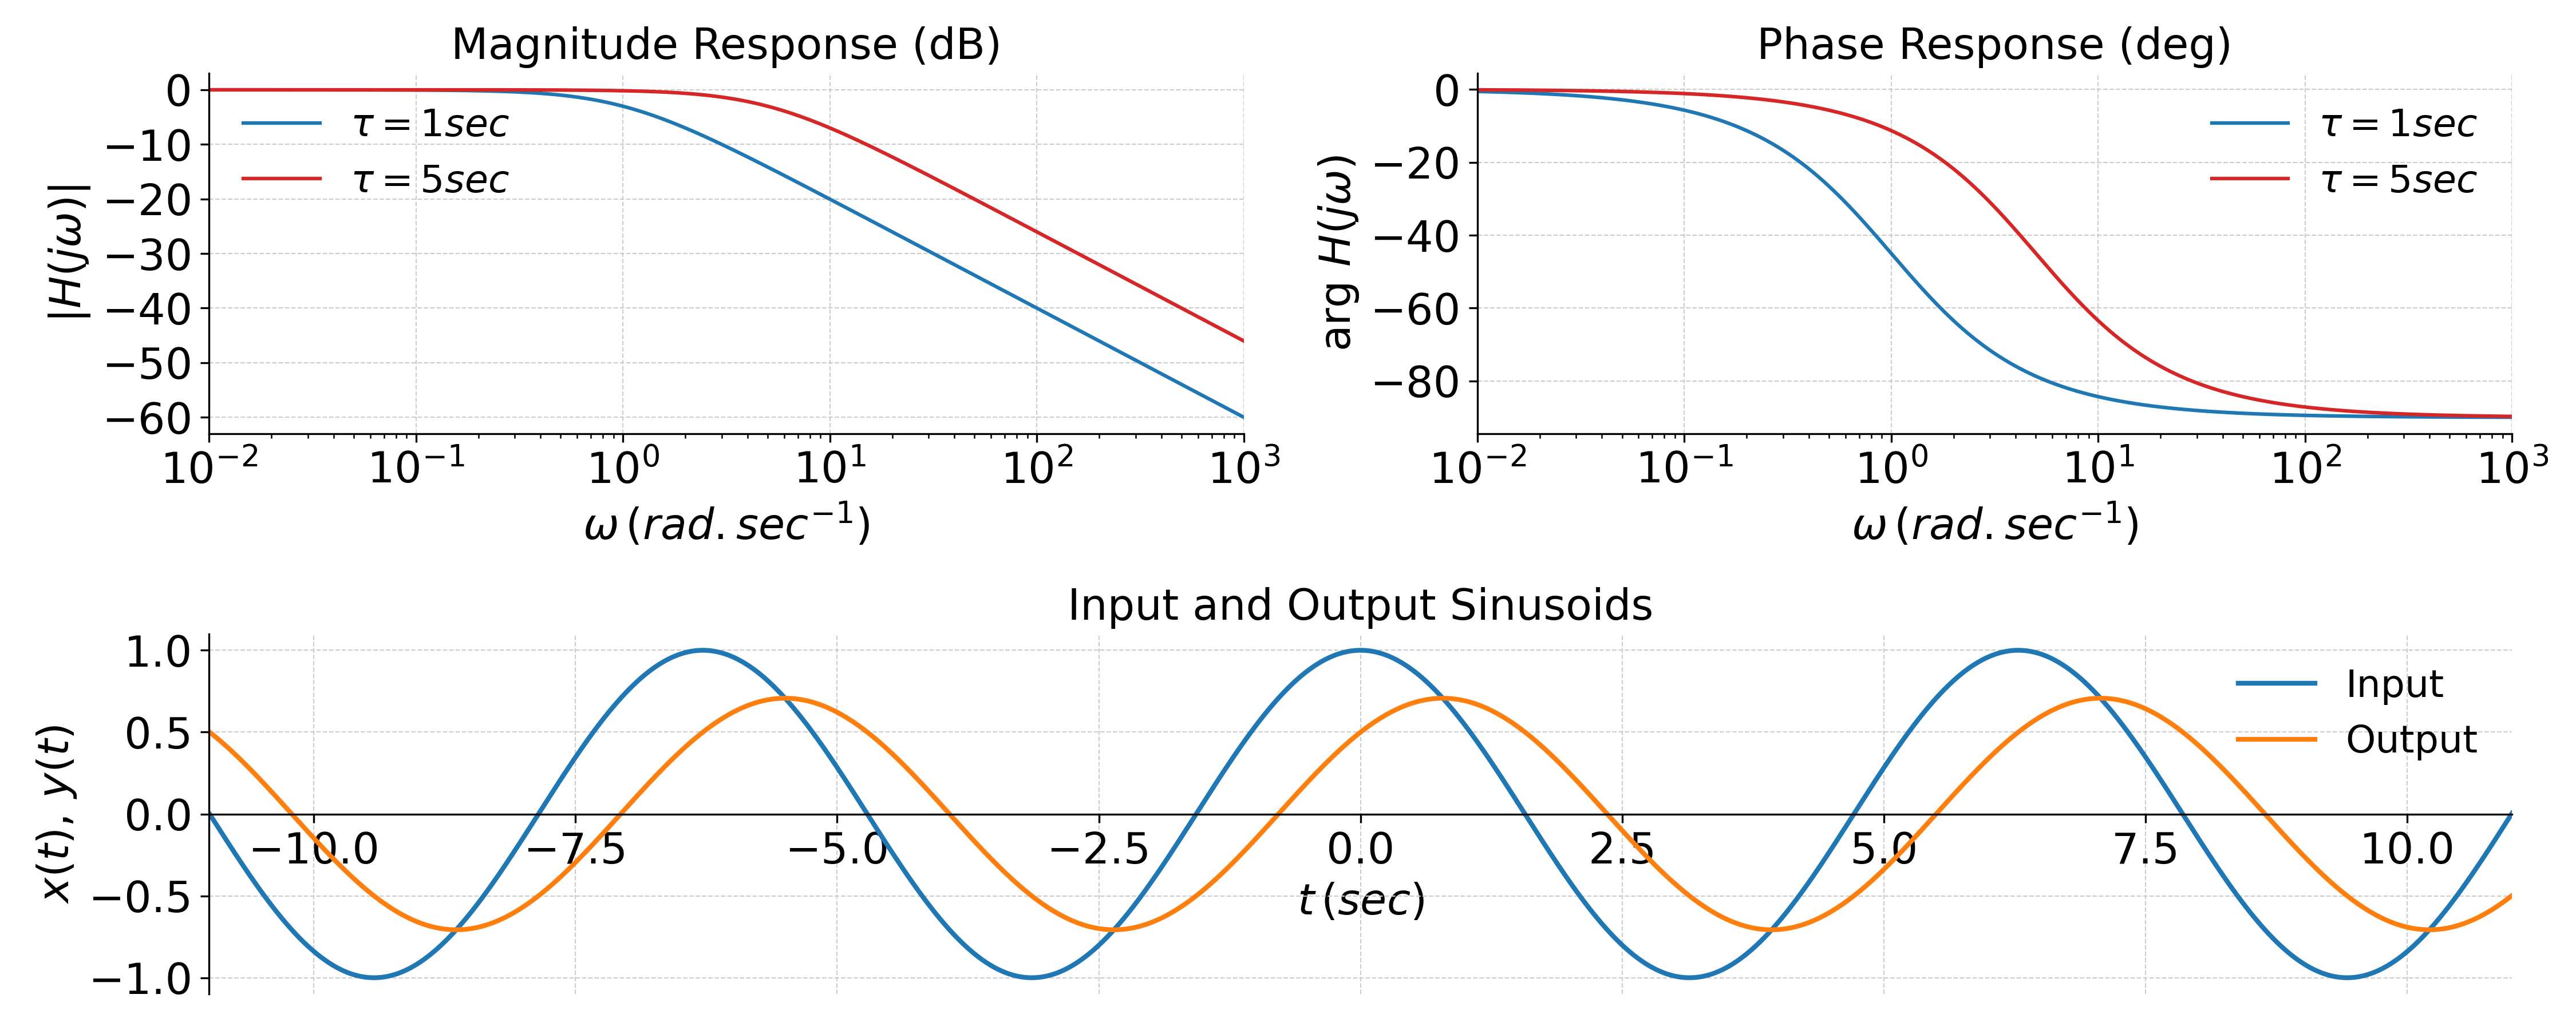 Magnitude Response (dB)
|H(jω)|
0
−10
−20
−30
−40
−50
−60
τ = 1sec
τ = 5sec
10⁻² 10⁻¹ 10⁰ 10¹ 10² 10³
ω (rad. sec⁻¹)
Phase Response (deg)
arg H(jω)
0
−20
−40
−60
−80
τ = 1sec
τ = 5sec
10⁻² 10⁻¹ 10⁰ 10¹ 10² 10³
ω (rad. sec⁻¹)
Input and Output Sinusoids
x(t), y(t)
1.0
0.5
0.0
−0.5
−1.0
Input
Output
−10.0 −7.5 −5.0 −2.5 0.0 2.5 5.0 7.5 10.0
t (sec)